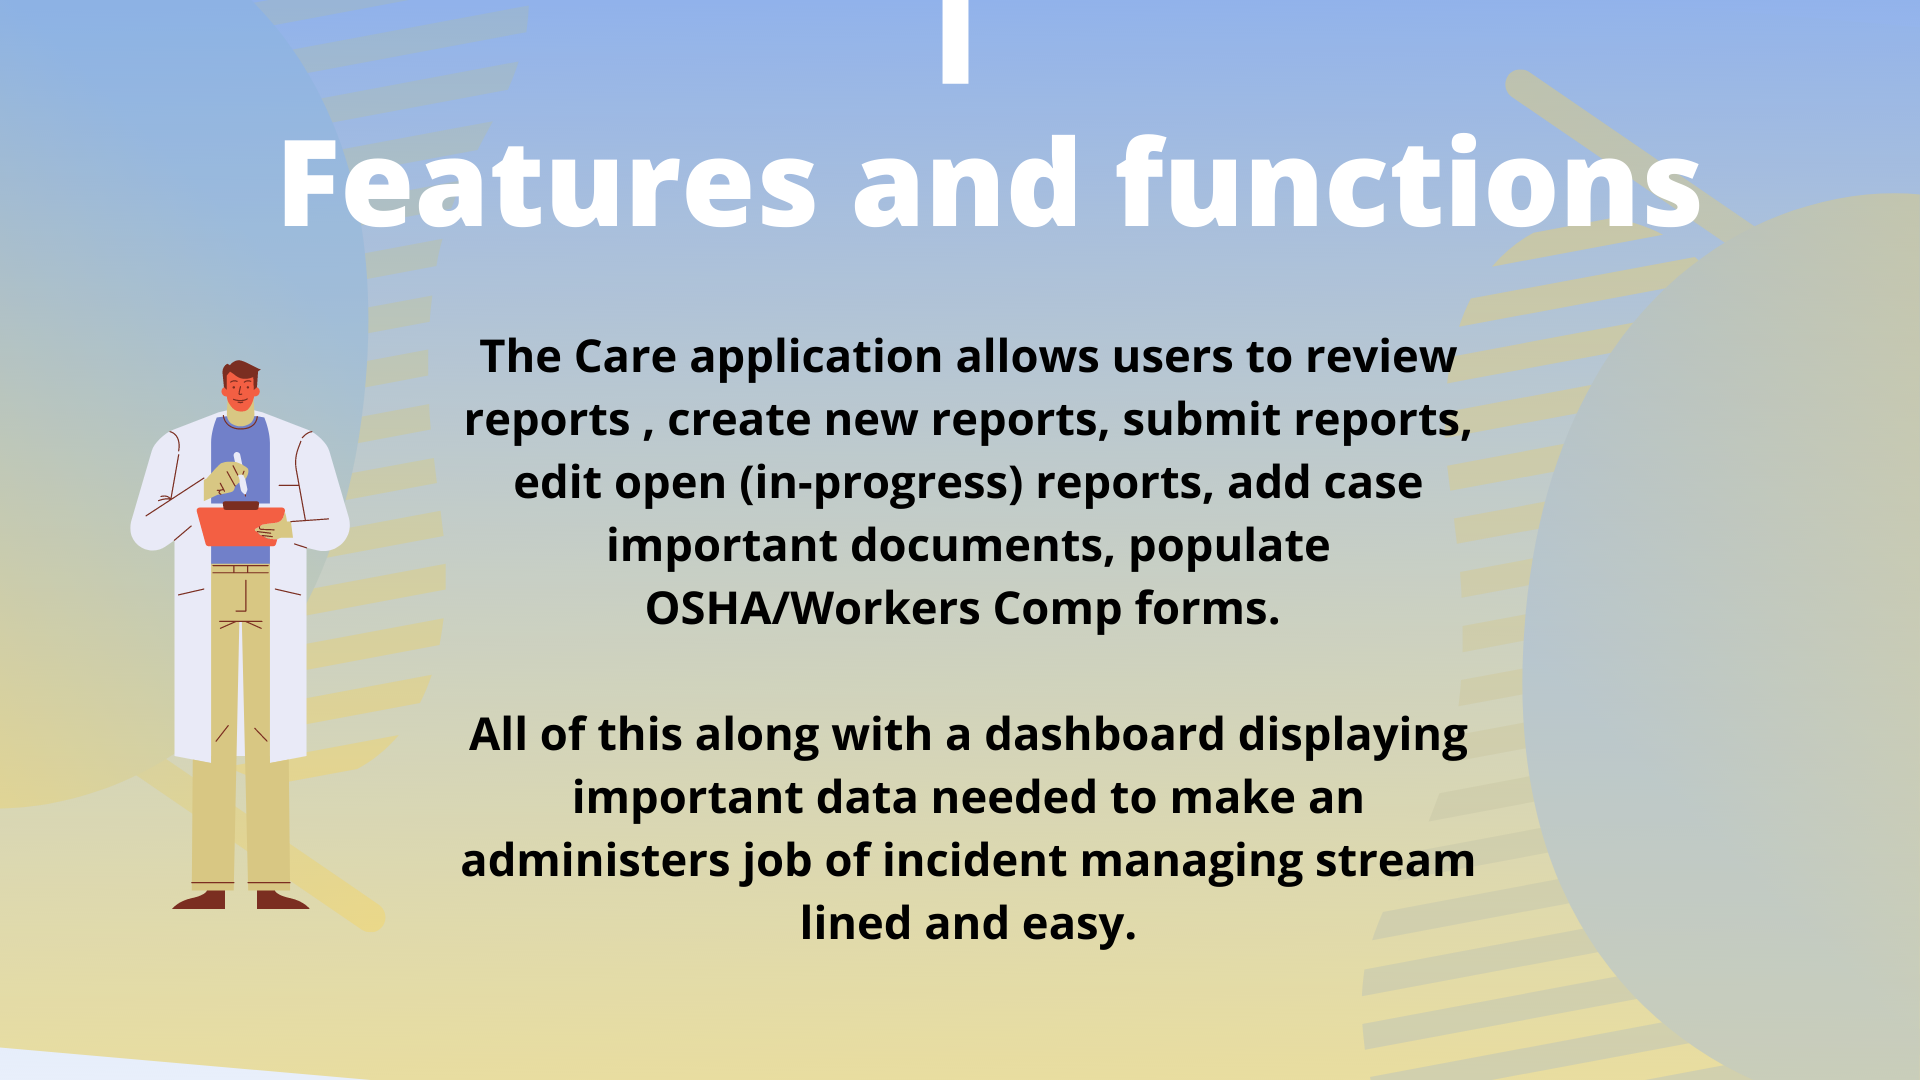 Features and functions
The Care application allows users to review
reports , create new reports, submit reports,
edit open (in-progress) reports, add case
important documents, populate
OSHA/Workers Comp forms.
All of this along with a dashboard displaying
important data needed to make an
administers job of incident managing stream
lined and easy.